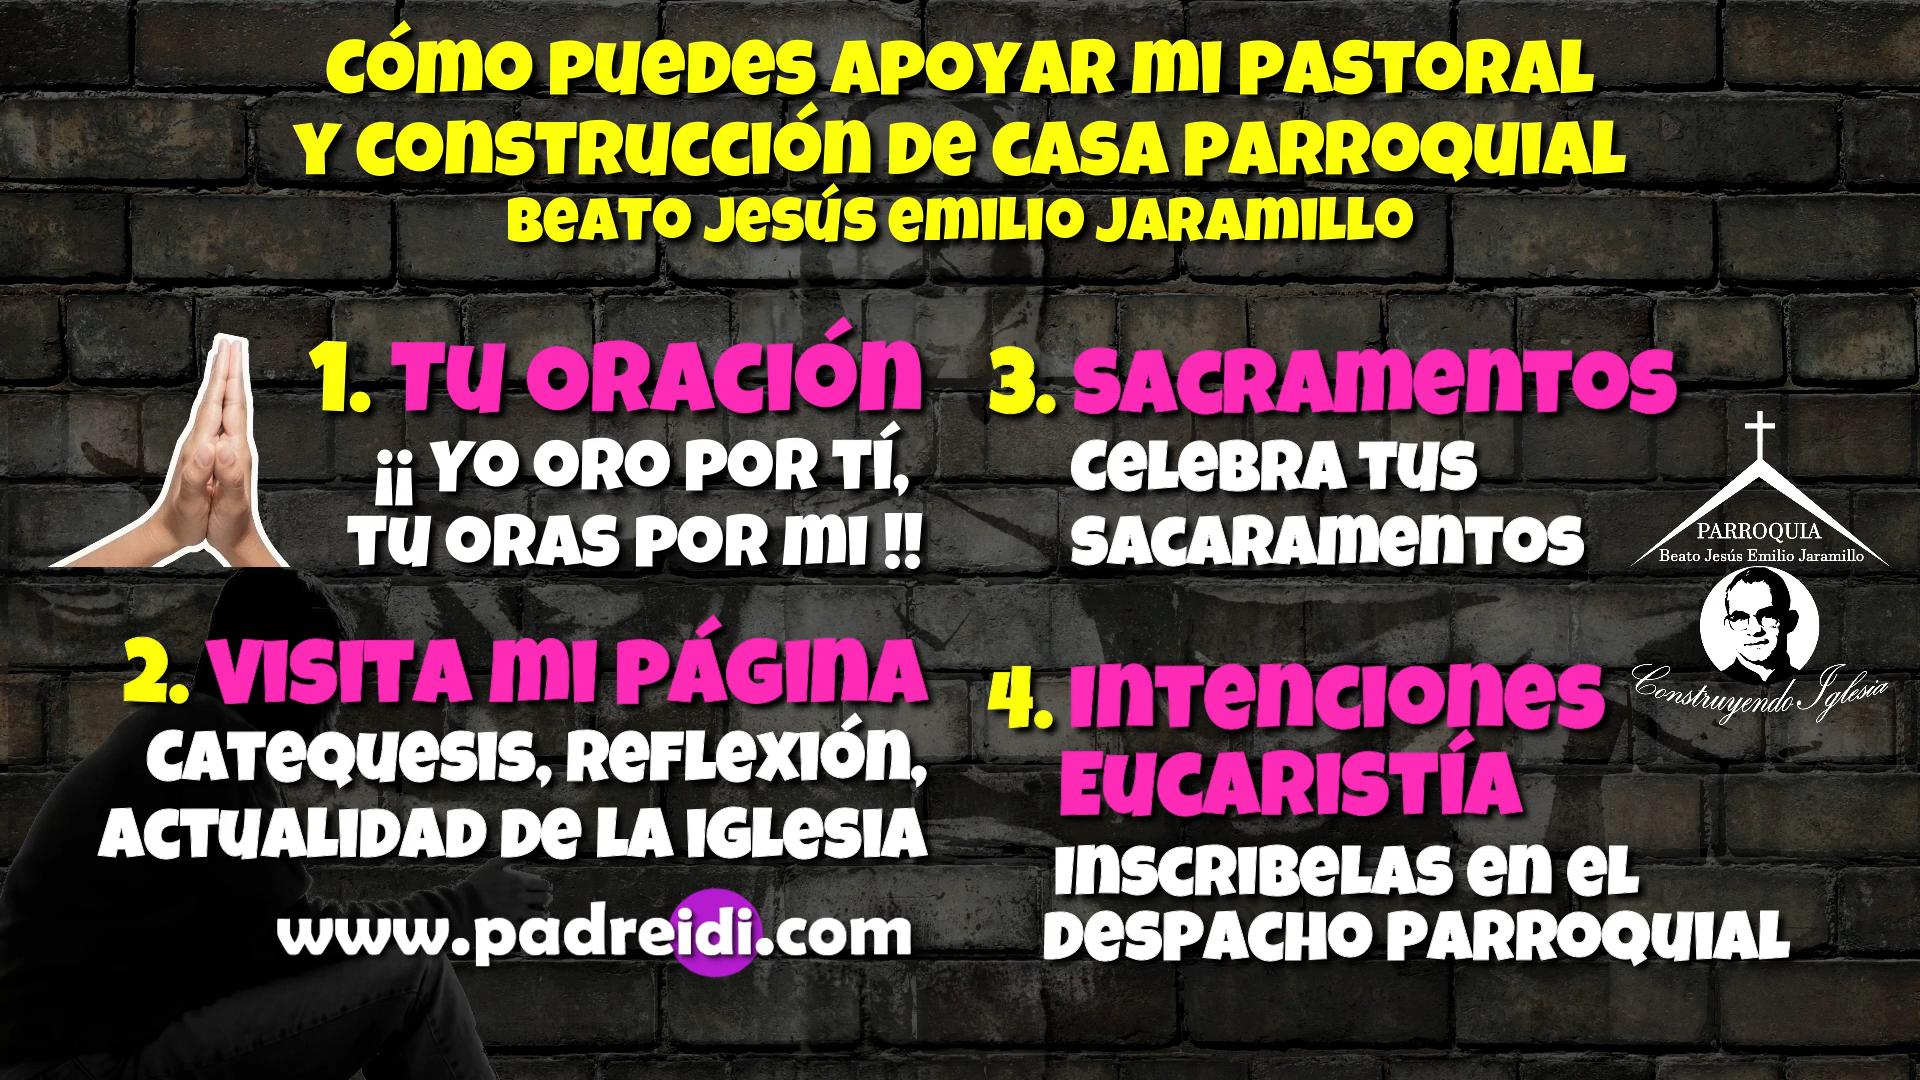 CÓMO PUEDES APOYAR MI PASTORAL
Y CONSTRUCCIÓN DE CASA PARROQUIAL
BEATO JESÚS EMILIO JARAMILLO
1. TU ORACIÓN
¡¡ YO ORO POR TÍ,
TU ORAS POR MI !!
2. VISITA MI PÁGINA
CATEQUESIS, REFLEXIÓN,
ACTUALIDAD DE LA IGLESIA
www.padreidi.com
3. SACRAMENTOS
CELEBRA TUS
SACARAMENTOS
4. INTENCIONES
EUCARISTÍA
INSCRIBELAS EN EL
DESPACHO PARROQUIAL
PARROQUIA
Beato Jesús Emilio Jaramillo
Construyendo Iglesia